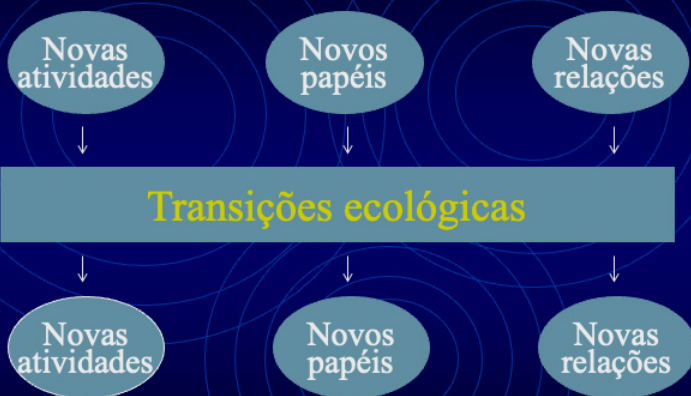 Novas
atividades
Novos
papéis
Novas
relações
Transições ecológicas
Novas
atividades
Novos
papéis
Novas
relações